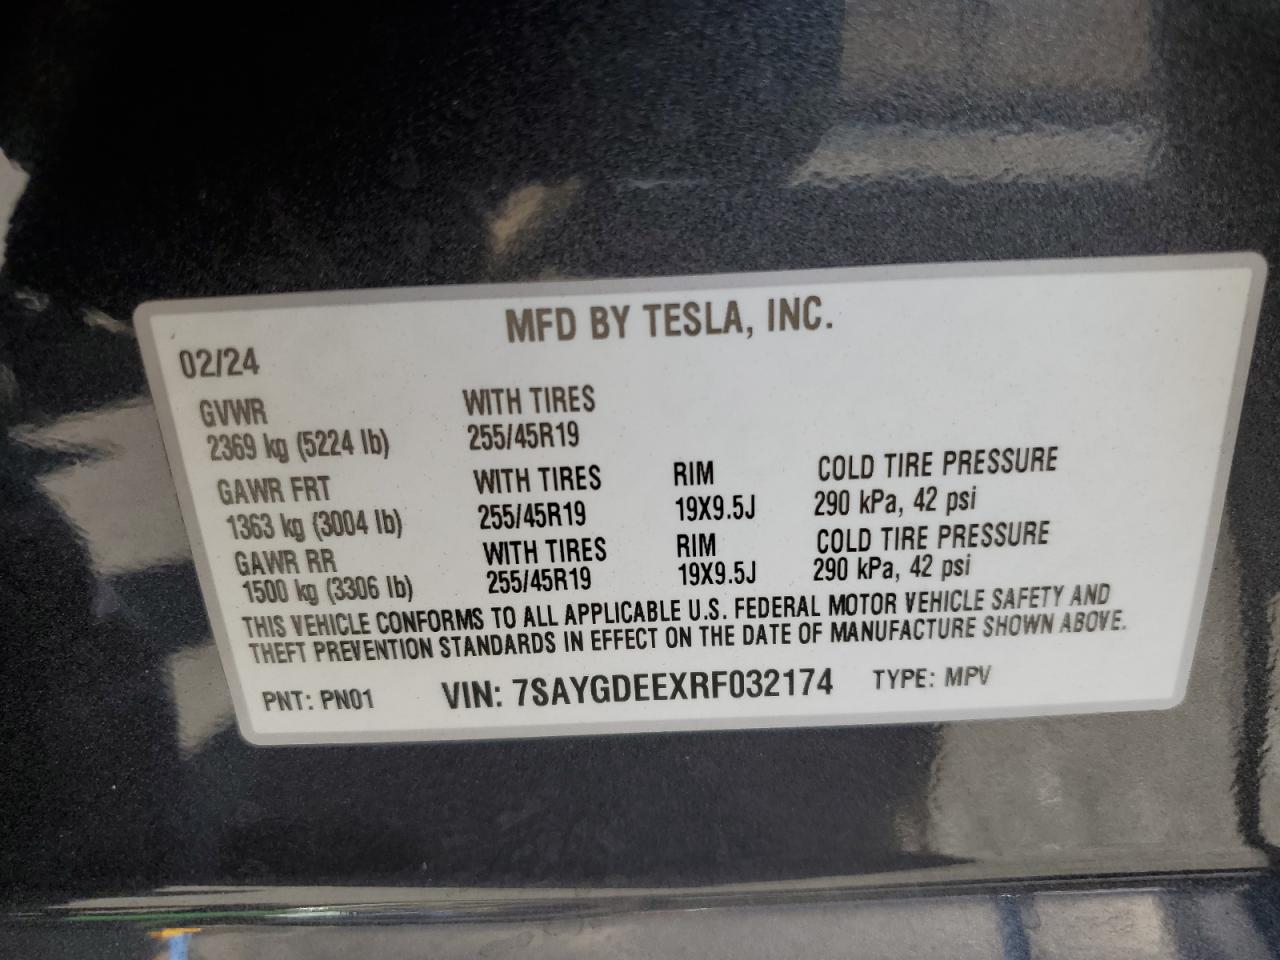 MFD BY TESLA, INC.
02/24
GVWR WITH TIRES
2369 kg (5224 lb) 255/45R19
GAWR FRT WITH TIRES RIM COLD TIRE PRESSURE
1363 kg (3004 lb) 255/45R19 19X9.5J 290 kPa, 42 psi
GAWR RR WITH TIRES RIM COLD TIRE PRESSURE
1500 kg (3306 lb) 255/45R19 19X9.5J 290 kPa, 42 psi
THIS VEHICLE CONFORMS TO ALL APPLICABLE U.S. FEDERAL MOTOR VEHICLE SAFETY AND
THEFT PREVENTION STANDARDS IN EFFECT ON THE DATE OF MANUFACTURE SHOWN ABOVE.
PNT: PN01 VIN: 7SAYGDEEXRF032174 TYPE: MPV